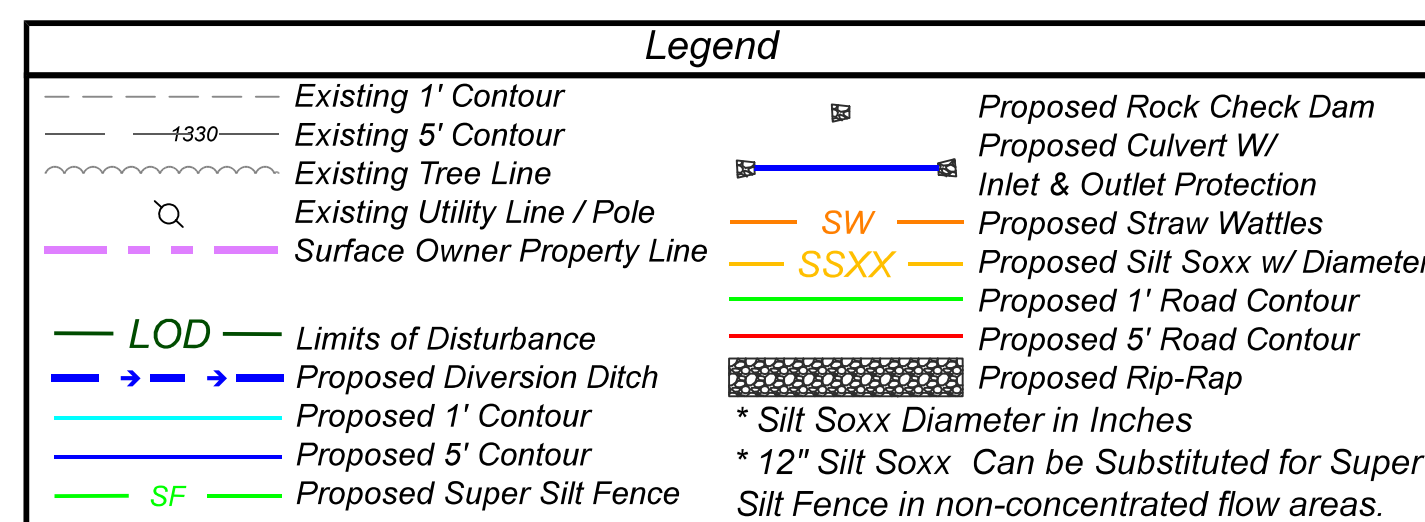 Legend
Existing 1' Contour
1330 Existing 5' Contour
Existing Tree Line
Existing Utility Line / Pole
Surface Owner Property Line
LOD Limits of Disturbance
Proposed Diversion Ditch
Proposed 1' Contour
Proposed 5' Contour
SF Proposed Super Silt Fence
Proposed Rock Check Dam
Proposed Culvert W/
Inlet & Outlet Protection
SW Proposed Straw Wattles
SSXX Proposed Silt Soxx w/ Diameter
Proposed 1' Road Contour
Proposed 5' Road Contour
Proposed Rip-Rap
* Silt Soxx Diameter in Inches
* 12" Silt Soxx Can be Substituted for Super
Silt Fence in non-concentrated flow areas.